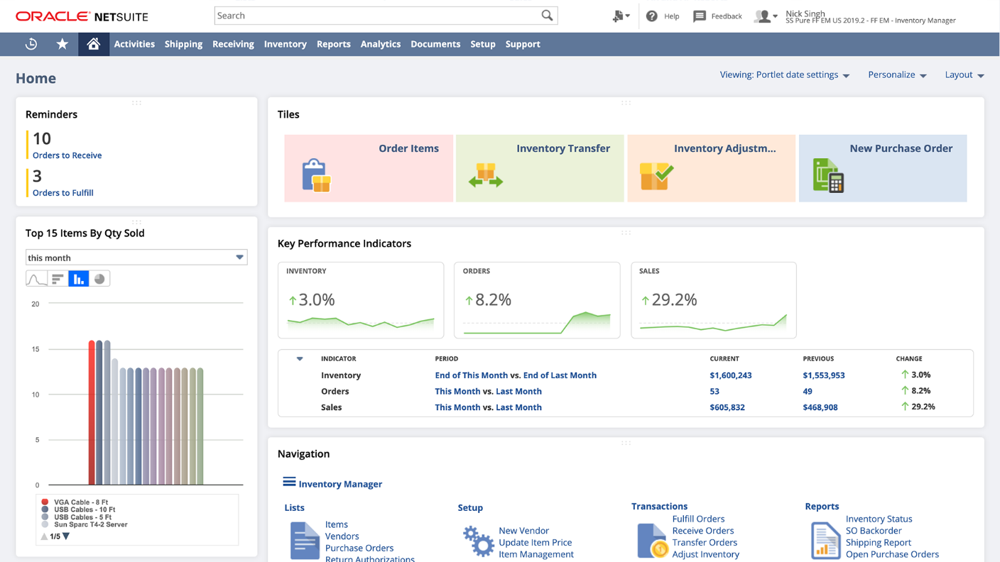 ORACLE® NETSUITE
Search
Help
Feedback
Nick Singh
SS Pure FF EM US 2019.2 - FF EM - Inventory Manager
Activities Shipping Receiving Inventory Reports Analytics Documents Setup Support
Home
Viewing: Portlet date settings
Personalize
Layout
Reminders
10
Orders to Receive
3
Orders to Fulfill
Top 15 Items By Qty Sold
this month
20
15
10
5
0
VGA Cable - 8 Ft
USB Cables - 10 Ft
USB Cables - 5 Ft
Sun Sparc T4-2 Server
1/5
Tiles
Order Items
Inventory Transfer
Inventory Adjustm...
New Purchase Order
Key Performance Indicators
INVENTORY
3.0%
ORDERS
8.2%
SALES
29.2%
INDICATOR PERIOD CURRENT PREVIOUS CHANGE
Inventory End of This Month vs. End of Last Month $1,600,243 $1,553,953 3.0%
Orders This Month vs. Last Month 53 49 8.2%
Sales This Month vs. Last Month $605,832 $468,908 29.2%
Navigation
Inventory Manager
Lists
Items
Vendors
Purchase Orders
Return Authorizations
Setup
New Vendor
Update Item Price
Item Management
Transactions
Fulfill Orders
Receive Orders
Transfer Orders
Adjust Inventory
Reports
Inventory Status
SO Backorder
Shipping Report
Open Purchase Orders